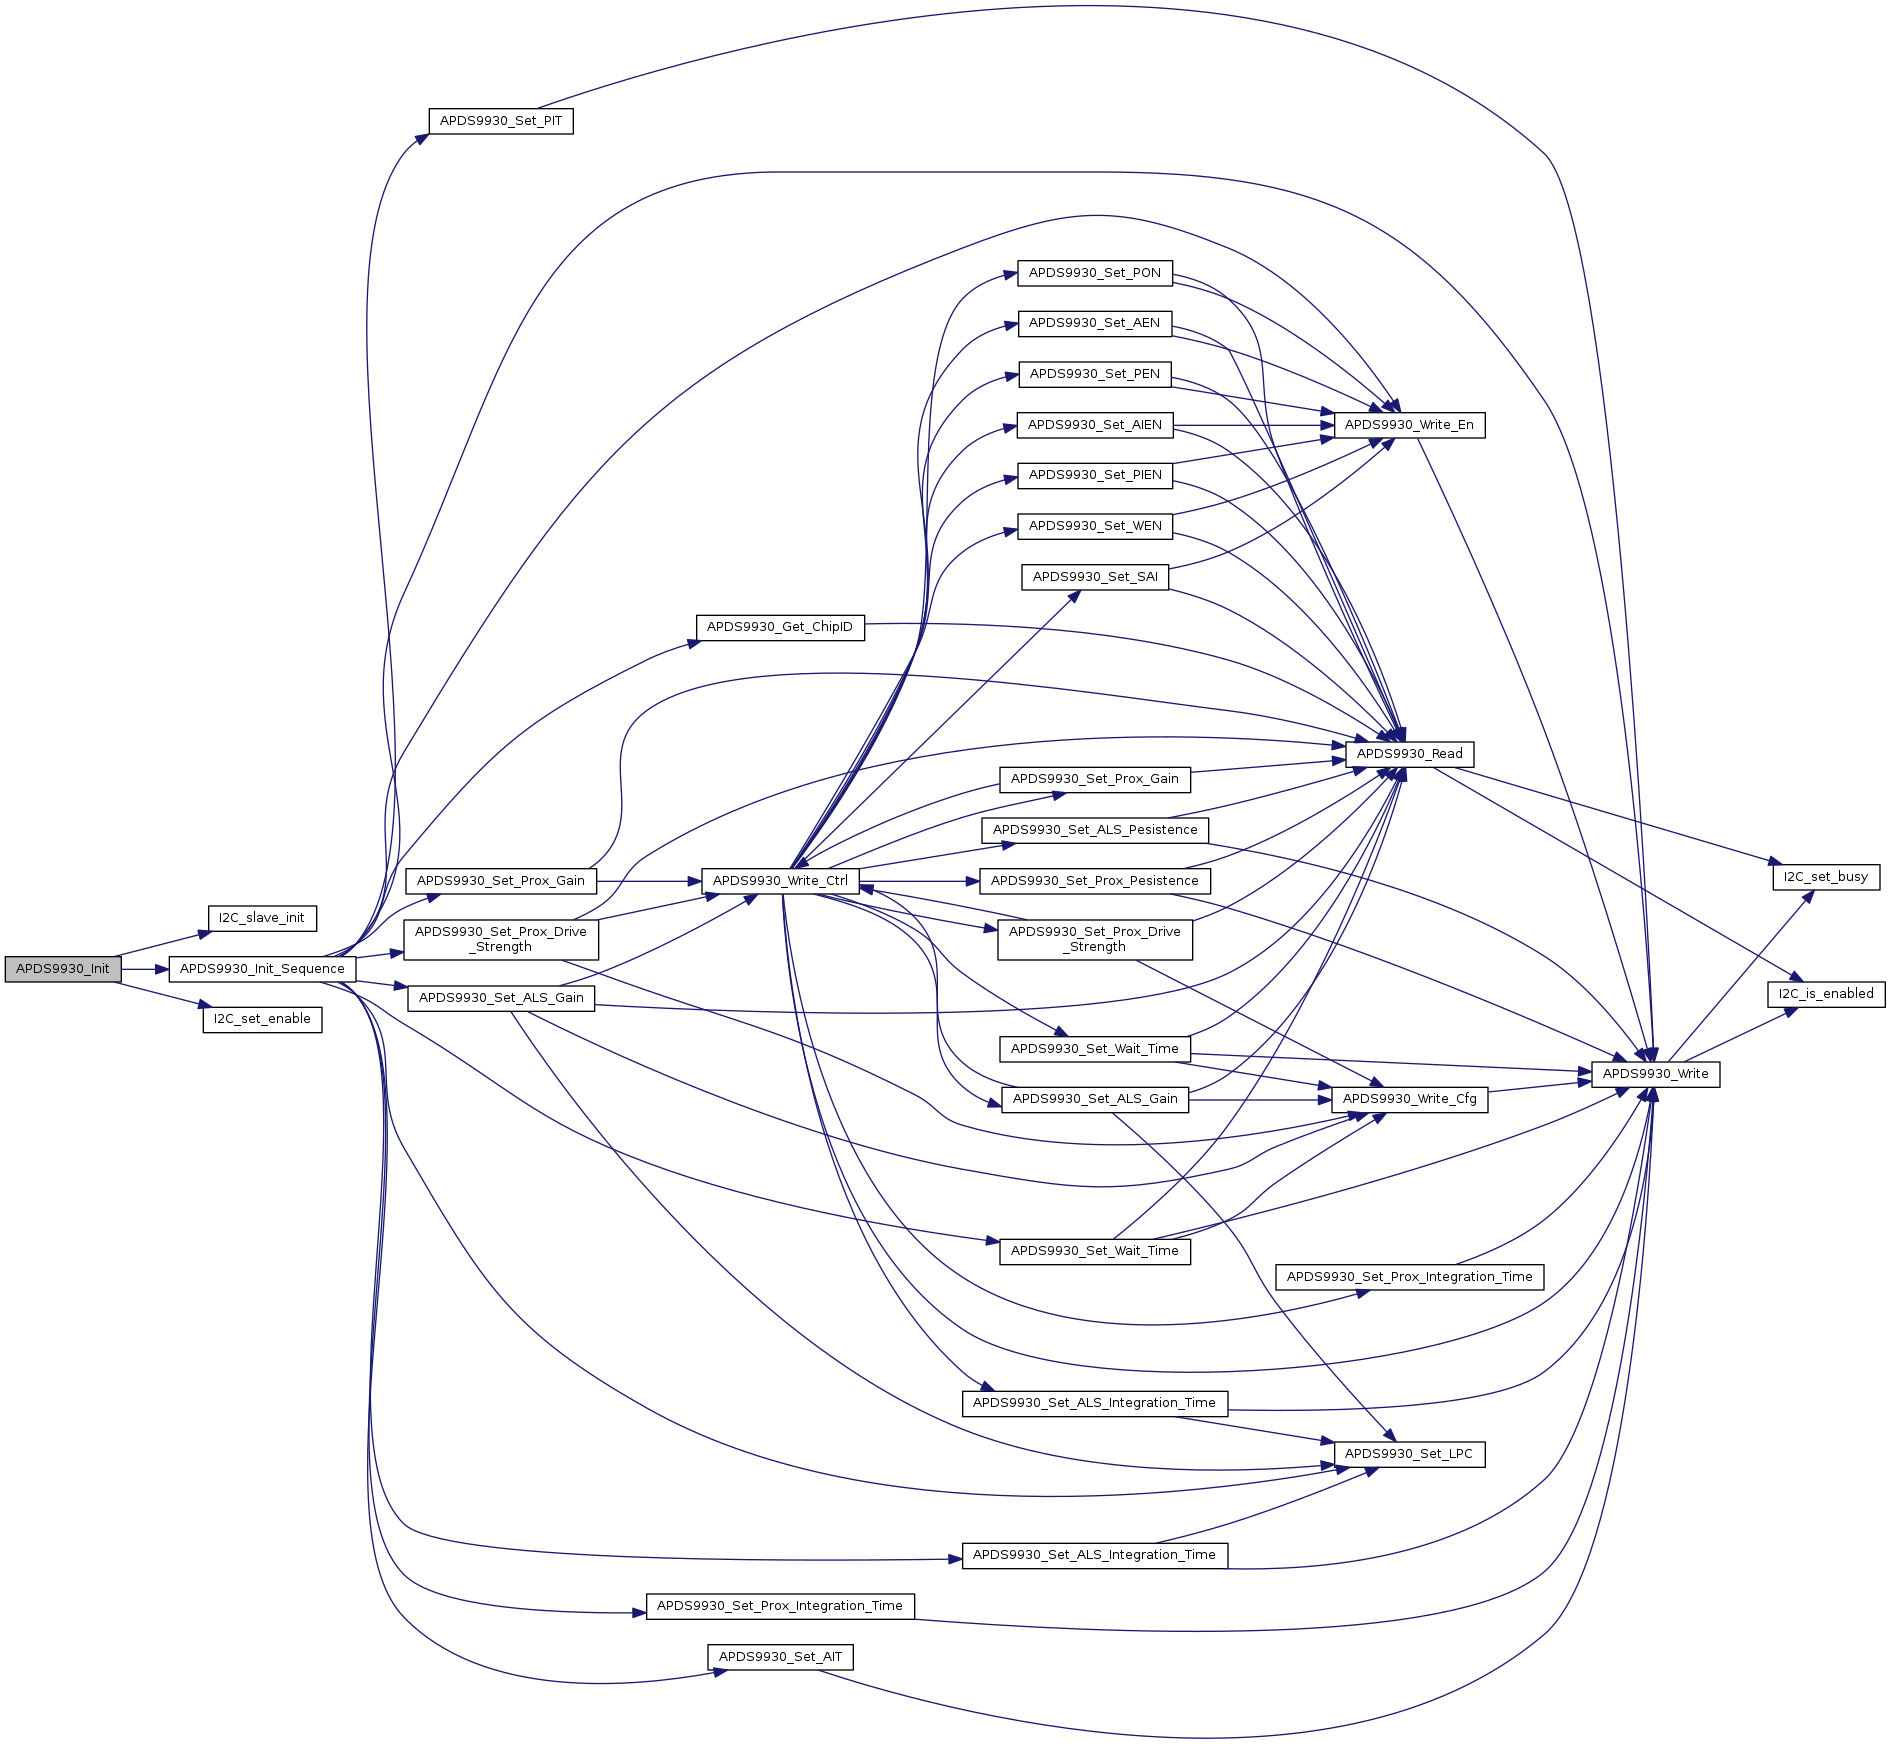 APDS9930_Set_PIT
APDS9930_Set_PON
APDS9930_Set_AEN
APDS9930_Set_PEN
APDS9930_Set_AIEN
APDS9930_Write_En
APDS9930_Set_PIEN
APDS9930_Set_WEN
APDS9930_Set_SAI
APDS9930_Get_ChipID
APDS9930_Read
APDS9930_Set_Prox_Gain
APDS9930_Set_ALS_Pesistence
APDS9930_Set_Prox_Gain
APDS9930_Write_Ctrl
APDS9930_Set_Prox_Pesistence
I2C_set_busy
I2C_slave_init
APDS9930_Set_Prox_Drive
_Strength
APDS9930_Set_Prox_Drive
_Strength
APDS9930_Init
APDS9930_Init_Sequence
APDS9930_Set_ALS_Gain
I2C_is_enabled
I2C_set_enable
APDS9930_Set_Wait_Time
APDS9930_Write
APDS9930_Set_ALS_Gain
APDS9930_Write_Cfg
APDS9930_Set_Wait_Time
APDS9930_Set_Prox_Integration_Time
APDS9930_Set_ALS_Integration_Time
APDS9930_Set_LPC
APDS9930_Set_ALS_Integration_Time
APDS9930_Set_Prox_Integration_Time
APDS9930_Set_AIT